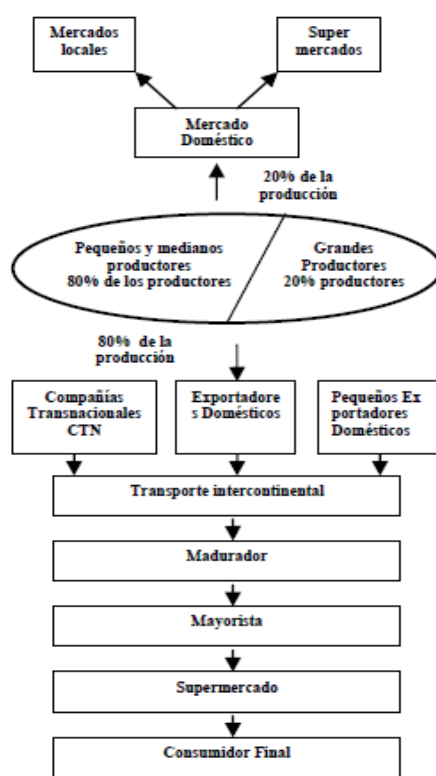 Mercados
locales
Super
mercados
Mercado
Doméstico
20% de la
producción
Pequeños y medianos
productores
80% de los productores
Grandes
Productores
20% productores
80% de la
producción
Compañías
Transnacionales
CTN
Exportadore
s Domésticos
Pequeños Ex
portadores
Domésticos
Transporte intercontinental
Madurador
Mayorista
Supermercado
Consumidor Final